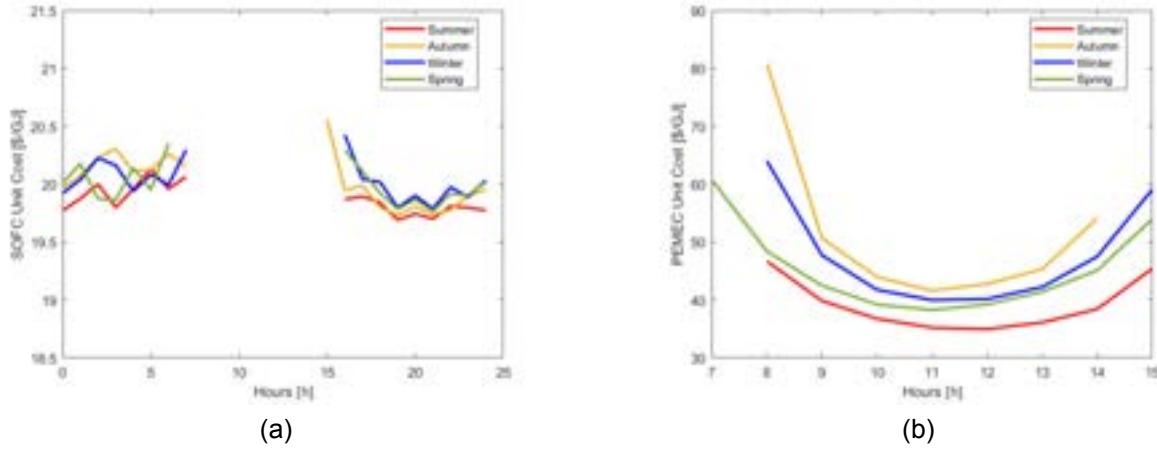 21.5
21
20.5
20
19.5
19
18.5
SOFC Unit Cost [$/GJ]
0 5 10 15 20 25
Hours [h]
Summer
Autumn
Winter
Spring
(a)
90
80
70
60
50
40
30
PEMEC Unit Cost [$/GJ]
7 8 9 10 11 12 13 14 15
Hours [h]
Summer
Autumn
Winter
Spring
(b)